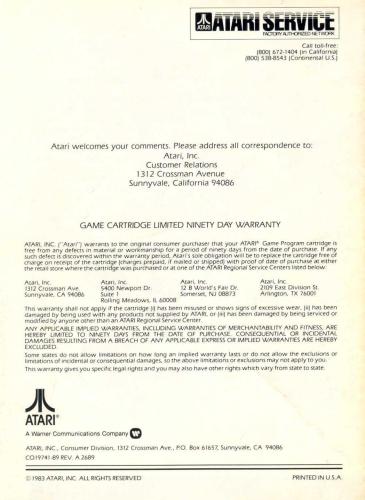 ATARI ATARI SERVICE
FACTORY AUTHORIZED NETWORK
Call toll-free:
(800) 672-1404 (in California)
(800) 538-8543 (Continental U.S.)
Atari welcomes your comments. Please address all correspondence to:
Atari, Inc.
Customer Relations
1312 Crossman Avenue
Sunnyvale, California 94086
GAME CARTRIDGE LIMITED NINETY DAY WARRANTY
ATARI, INC. ("Atari") warrants to the original consumer purchaser that your ATARI® Game Program cartridge is
free from any defects in material or workmanship for a period of ninety days from the date of purchase. If any
such defect is discovered within the warranty period, Atari's sole obligation will be to replace the cartridge free of
charge on receipt of the cartridge (charges prepaid, if mailed or shipped) with proof of date of purchase at either
the retail store where the cartridge was purchased or at one of the ATARI Regional Service Centers listed below:
Atari, Inc.
1312 Crossman Ave.
Sunnyvale, CA 94086
Atari, Inc.
5400 Newport Dr.
Suite 1
Rolling Meadows, IL 60008
Atari, Inc.
12 B World's Fair Dr.
Somerset, NJ 08873
Atari, Inc.
2109 East Division St.
Arlington, TX 76001
This warranty shall not apply if the cartridge (i) has been misused or shows signs of excessive wear, (ii) has been
damaged by being used with any products not supplied by ATARI, or (iii) has been damaged by being serviced or
modified by anyone other than an ATARI Regional Service Center.
ANY APPLICABLE IMPLIED WARRANTIES, INCLUDING WARRANTIES OF MERCHANTABILITY AND FITNESS, ARE
HEREBY LIMITED TO NINETY DAYS FROM THE DATE OF PURCHASE. CONSEQUENTIAL OR INCIDENTAL
DAMAGES RESULTING FROM A BREACH OF ANY APPLICABLE EXPRESS OR IMPLIED WARRANTIES ARE HEREBY
EXCLUDED.
Some states do not allow limitations on how long an implied warranty lasts or do not allow the exclusions or
limitations of incidental or consequential damages, so the above limitations or exclusions may not apply to you.
This warranty gives you specific legal rights and you may also have other rights which vary from state to state.
ATARI®
A Warner Communications Company
ATARI, INC., Consumer Division, 1312 Crossman Ave., P.O. Box 61657, Sunnyvale, CA 94086
CO19741-89 REV. A.2689
© 1983 ATARI, INC. ALL RIGHTS RESERVED
PRINTED IN U.S.A.